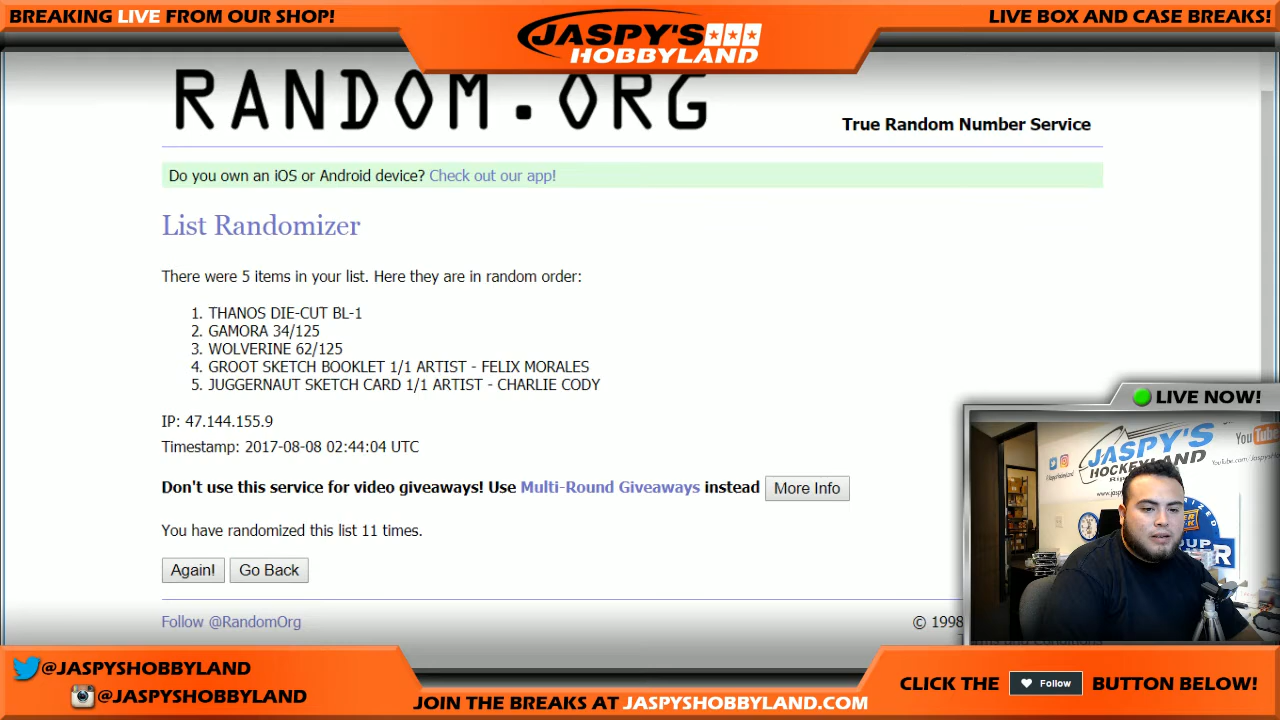 BREAKING LIVE FROM OUR SHOP!
JASPY'S
HOBBYLAND
LIVE BOX AND CASE BREAKS!
RANDOM.ORG
True Random Number Service
Do you own an iOS or Android device? Check out our app!
List Randomizer
There were 5 items in your list. Here they are in random order:
1. THANOS DIE-CUT BL-1
2. GAMORA 34/125
3. WOLVERINE 62/125
4. GROOT SKETCH BOOKLET 1/1 ARTIST - FELIX MORALES
5. JUGGERNAUT SKETCH CARD 1/1 ARTIST - CHARLIE CODY
IP: 47.144.155.9
Timestamp: 2017-08-08 02:44:04 UTC
Don't use this service for video giveaways! Use Multi-Round Giveaways instead More Info
You have randomized this list 11 times.
Again! Go Back
Follow @RandomOrg
© 1998
LIVE NOW!
You Tube
JASPY'S
HOCKEYLAND
@JASPYSHOBBYLAND
@JASPYSHOBBYLAND
JOIN THE BREAKS AT JASPYSHOBBYLAND.COM
CLICK THE Follow BUTTON BELOW!